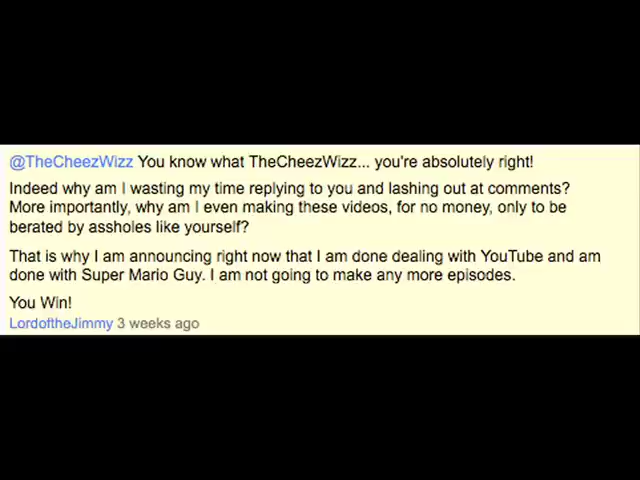 @TheCheezWizz You know what TheCheezWizz... you're absolutely right!
Indeed why am I wasting my time replying to you and lashing out at comments?
More importantly, why am I even making these videos, for no money, only to be
berated by assholes like yourself?
That is why I am announcing right now that I am done dealing with YouTube and am
done with Super Mario Guy. I am not going to make any more episodes.
You Win!
LordoftheJimmy 3 weeks ago